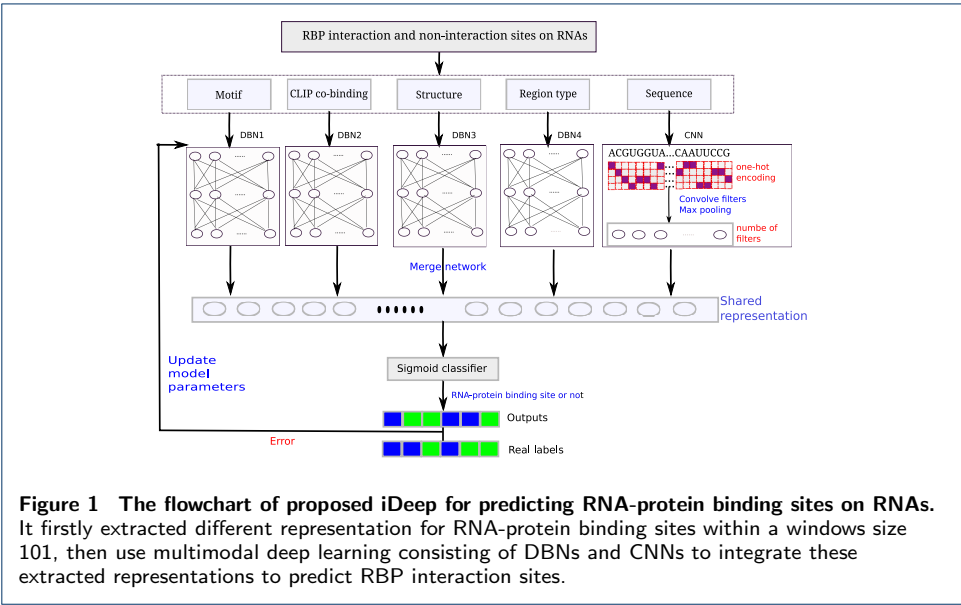 RBP interaction and non-interaction sites on RNAs
Motif
CLIP co-binding
Structure
Region type
Sequence
DBN1
DBN2
DBN3
DBN4
CNN
ACGUGGUA...CAAUUCCG
one-hot
encoding
Convolve filters
Max pooling
numbe of
filters
Merge network
Shared
representation
Sigmoid classifier
Update
model
parameters
RNA-protein binding site or not
Outputs
Error
Real labels
Figure 1 The flowchart of proposed iDeep for predicting RNA-protein binding sites on RNAs.
It firstly extracted different representation for RNA-protein binding sites within a windows size
101, then use multimodal deep learning consisting of DBNs and CNNs to integrate these
extracted representations to predict RBP interaction sites.